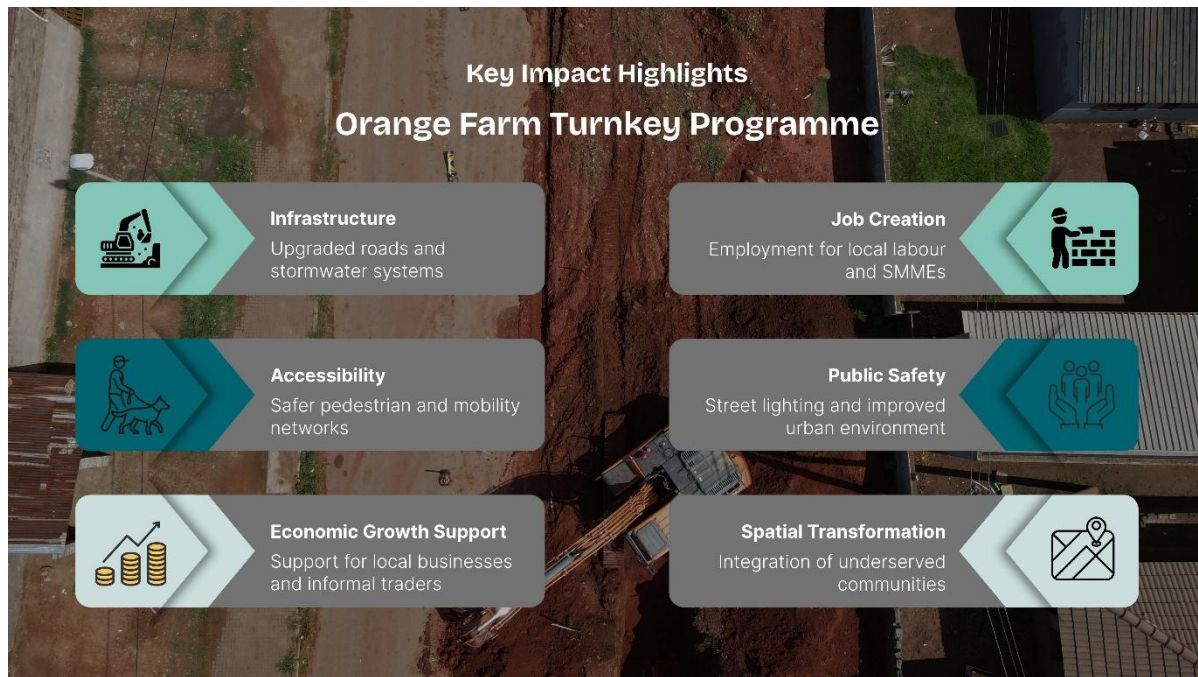 Key Impact Highlights
Orange Farm Turnkey Programme
Infrastructure
Upgraded roads and
stormwater systems
Job Creation
Employment for local labour
and SMMEs
Accessibility
Safer pedestrian and mobility
networks
Public Safety
Street lighting and improved
urban environment
Economic Growth Support
Support for local businesses
and informal traders
Spatial Transformation
Integration of underserved
communities